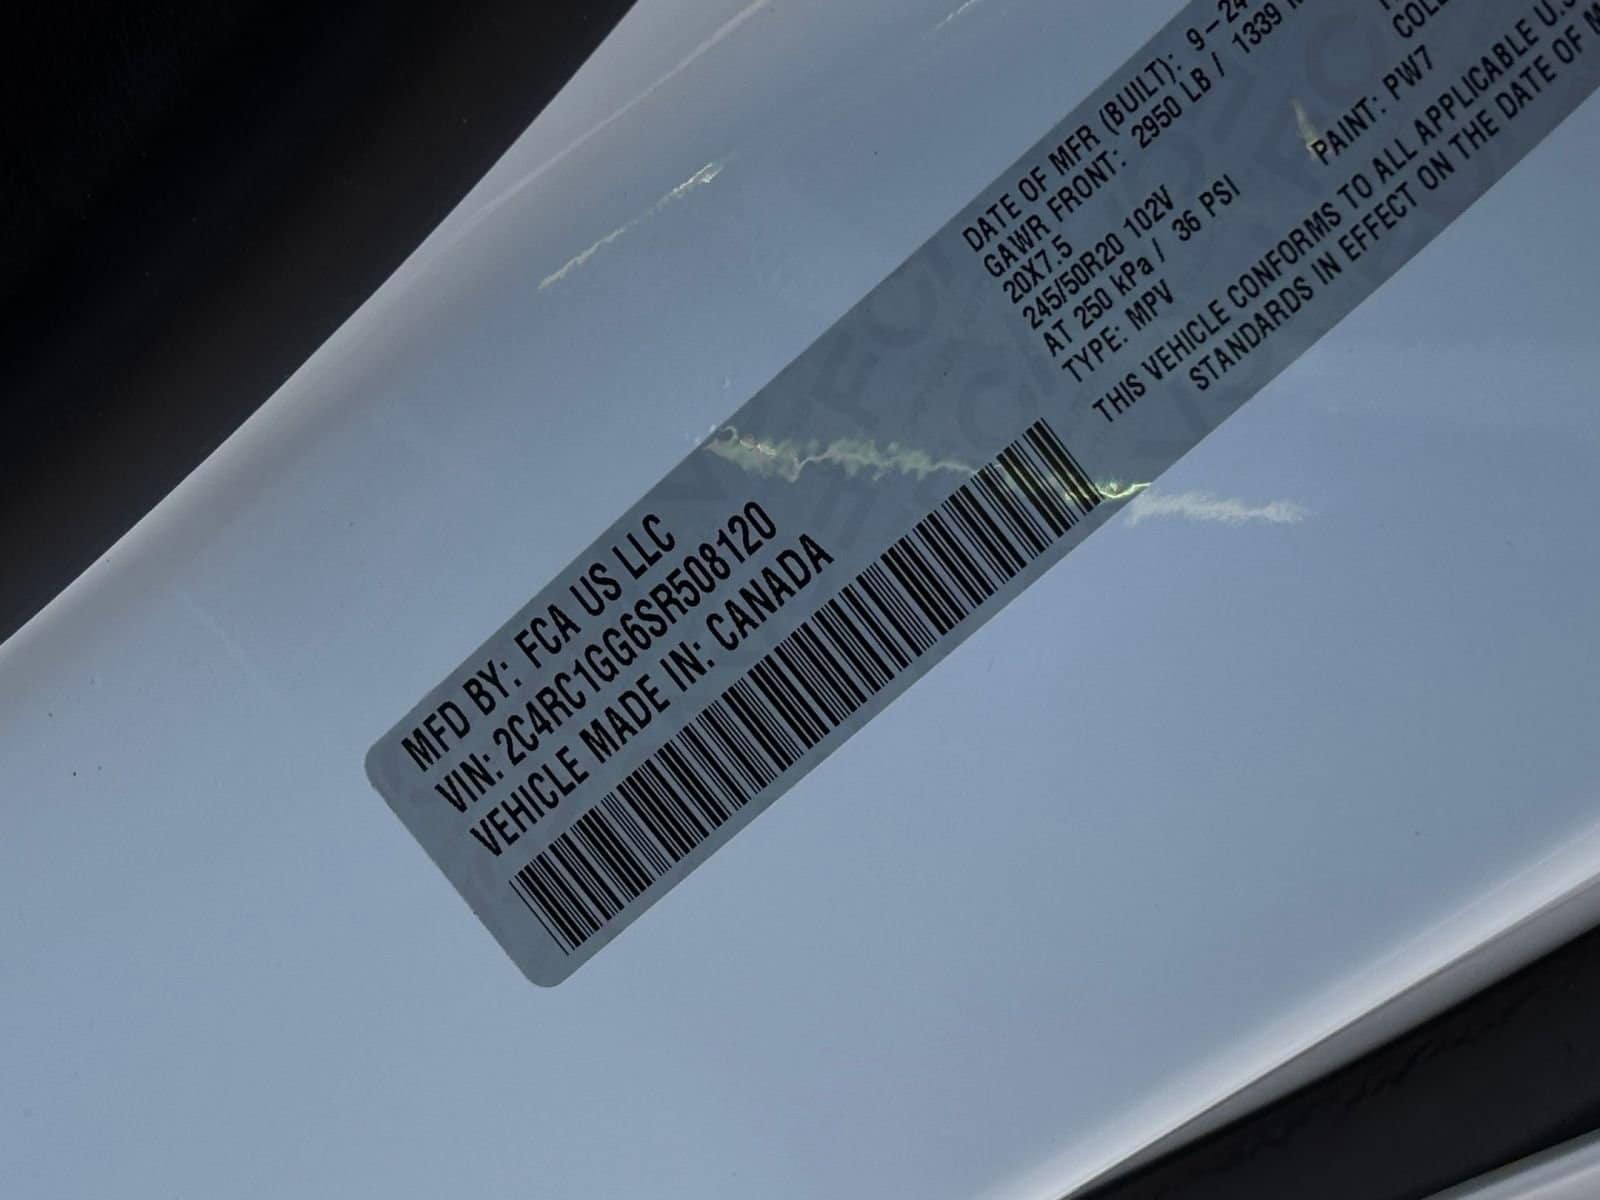 MFD BY: FCA US LLC
VIN: 2C4RC1GG6SR508120
VEHICLE MADE IN: CANADA
DATE OF MFR (BUILT): 9-24
GAWR FRONT: 2950 LB / 1339
20X7.5
245/50R20 102V
AT 250 kPa / 36 PSI
TYPE: MPV
PAINT: PW7
THIS VEHICLE CONFORMS TO ALL APPLICABLE U.S.
STANDARDS IN EFFECT ON THE DATE OF